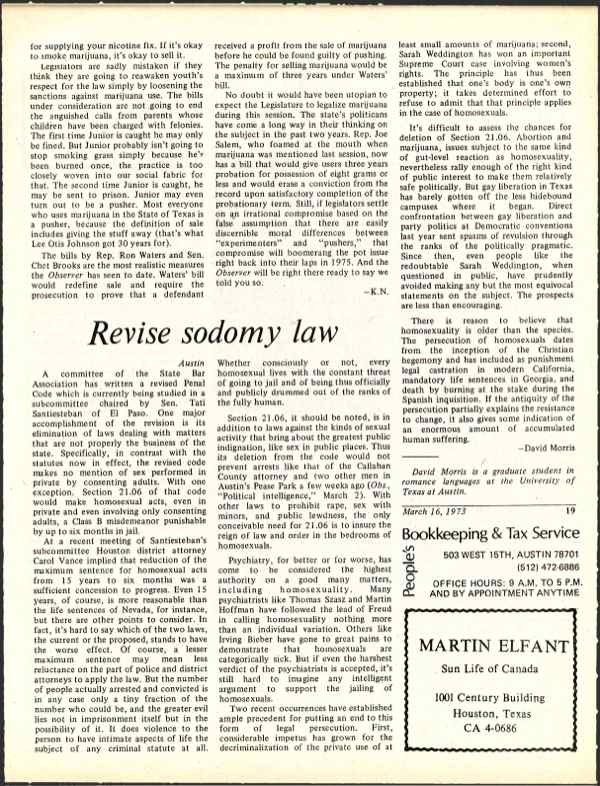 for supplying your nicotine fix. If it's okay
to smoke marijuana, it's okay to sell it.
Legislators are sadly mistaken if they
think they are going to reawaken youth's
respect for the law simply by loosening the
sanctions against marijuana use. The bills
under consideration are not going to end
the anguished calls from parents whose
children have been charged with felonies.
The first time Junior is caught he may only
be fined. But Junior probably isn't going to
stop smoking grass simply because he's
been burned once, the practice is too
closely woven into our social fabric for
that. The second time Junior is caught, he
may be sent to prison. Junior may even
turn out to be a pusher. Most everyone
who uses marijuana in the State of Texas is
a pusher, because the definition of sale
includes giving the stuff away (that's what
Lee Otis Johnson got 30 years for).
The bills by Rep. Ron Waters and Sen.
Chet Brooks are the most realistic measures
the Observer has seen to date. Waters' bill
would redefine sale and require the
prosecution to prove that a defendant
received a profit from the sale of marijuana
before he could be found guilty of pushing.
The penalty for selling marijuana would be
a maximum of three years under Waters'
bill.
No doubt it would have been utopian to
expect the Legislature to legalize marijuana
during this session. The state's politicans
have come a long way in their thinking on
the subject in the past two years. Rep. Joe
Salem, who foamed at the mouth when
marijuana was mentioned last session, now
has a bill that would give users three years
probation for possession of eight grams or
less and would erase a conviction from the
record upon satisfactory completion of the
probationary term. Still, if legislators settle
on an irrational compromise based on the
false assumption that there are easily
discernible moral differences between
"experimenters" and "pushers," that
compromise will boomerang the pot issue
right back into their laps in 1975. And the
Observer will be right there ready to say we
told you so.
—K.N.
least small amounts of marijuana; second,
Sarah Weddington has won an important
Supreme Court case involving women's
rights. The principle has thus been
established that one's body is one's own
property; it takes determined effort to
refuse to admit that that principle applies
in the case of homosexuals.
It's difficult to assess the chances for
deletion of Section 21.06. Abortion and
marijuana, issues subject to the same kind
of gut-level reaction as homosexuality,
nevertheless rally enough of the right kind
of public interest to make them relatively
safe politically. But gay liberation in Texas
has barely gotten off the less hidebound
campuses where it began. Direct
confrontation between gay liberation and
party politics at Democratic conventions
last year sent spasms of revulsion through
the ranks of the politically pragmatic.
Since then, even people like the
redoubtable Sarah Weddington, when
questioned in public, have prudently
avoided making any but the most equivocal
statements on the subject. The prospects
are less than encouraging.
There is reason to believe that
homosexuality is older than the species.
The persecution of homosexuals dates
from the inception of the Christian
hegemony and has included as punishment
legal castration in modern California,
mandatory life sentences in Georgia, and
death by burning at the stake during the
Spanish inquisition. If the antiquity of the
persecution partially explains the resistance
to change, it also gives some indication of
an enormous amount of accumulated
human suffering.
—David Morris
David Morris is a graduate student in
romance languages at the University of
Texas at Austin.
Revise sodomy law
Austin
A committee of the State Bar
Association has written a revised Penal
Code which is currently being studied in a
subcommittee chaired by Sen. Tati
Santiesteban of El Paso. One major
accomplishment of the revision is its
elimination of laws dealing with matters
that are not properly the business of the
state. Specifically, in contrast with the
statutes now in effect, the revised code
makes no mention of sex performed in
private by consenting adults. With one
exception. Section 21.06 of that code
would make homosexual acts, even in
private and even involving only consenting
adults, a Class B misdemeanor punishable
by up to six months in jail.
At a recent meeting of Santiesteban's
subcommittee Houston district attorney
Carol Vance implied that reduction of the
maximum sentence for homosexual acts
from 15 years to six months was a
sufficient concession to progress. Even 15
years, of course, is more reasonable than
the life sentences of Nevada, for instance,
but there are other points to consider. In
fact, it's hard to say which of the two laws,
the current or the proposed, stands to have
the worse effect. Of course, a lesser
maximum sentence may mean less
reluctance on the part of police and district
attorneys to apply the law. But the number
of people actually arrested and convicted is
in any case only a tiny fraction of the
number who could be, and the greater evil
lies not in imprisonment itself but in the
possibility of it. It does violence to the
person to have intimate aspects of life the
subject of any criminal statute at all.
Whether consciously or not, every
homosexual lives with the constant threat
of going to jail and of being thus officially
and publicly drummed out of the ranks of
the fully human.
Section 21.06, it should be noted, is in
addition to laws against the kinds of sexual
activity that bring about the greatest public
indignation, like sex in public places. Thus
its deletion from the code would not
prevent arrests like that of the Callahan
County attorney and two other men in
Austin's Pease Park a few weeks ago (Obs.,
"Political intelligence," March 2). With
other laws to prohibit rape, sex with
minors, and public lewdness, the only
conceivable need for 21.06 is to insure the
reign of law and order in the bedrooms of
homosexuals.
Psychiatry, for better or for worse, has
come to be considered the highest
authority on a good many matters,
including homosexuality. Many
psychiatrists like Thomas Szasz and Martin
Hoffman have followed the lead of Freud
in calling homosexuality nothing more
than an individual variation. Others like
Irving Bieber have gone to great pains to
demonstrate that homosexuals are
categorically sick. But if even the harshest
verdict of the psychiatrists is accepted, it's
still hard to imagine any intelligent
argument to support the jailing of
homosexuals.
Two recent occurrences have established
ample precedent for putting an end to this
form of legal persecution. First,
considerable impetus has grown for the
decriminalization of the private use of at
March 16, 1973 19
People's
Bookkeeping & Tax Service
503 WEST 15TH, AUSTIN 78701
(512) 472-6886
OFFICE HOURS: 9 A.M. TO 5 P.M.
AND BY APPOINTMENT ANYTIME
MARTIN ELFANT
Sun Life of Canada
1001 Century Building
Houston, Texas
CA 4-0686